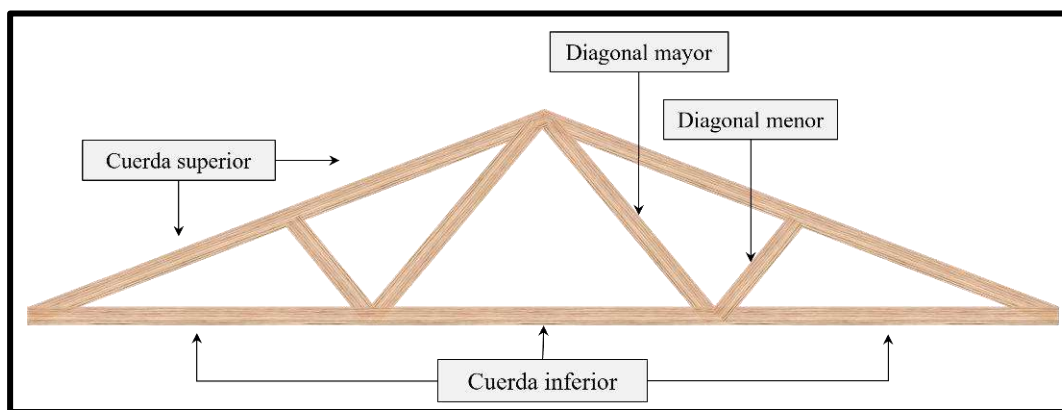 Diagonal mayor
Diagonal menor
Cuerda superior
Cuerda inferior